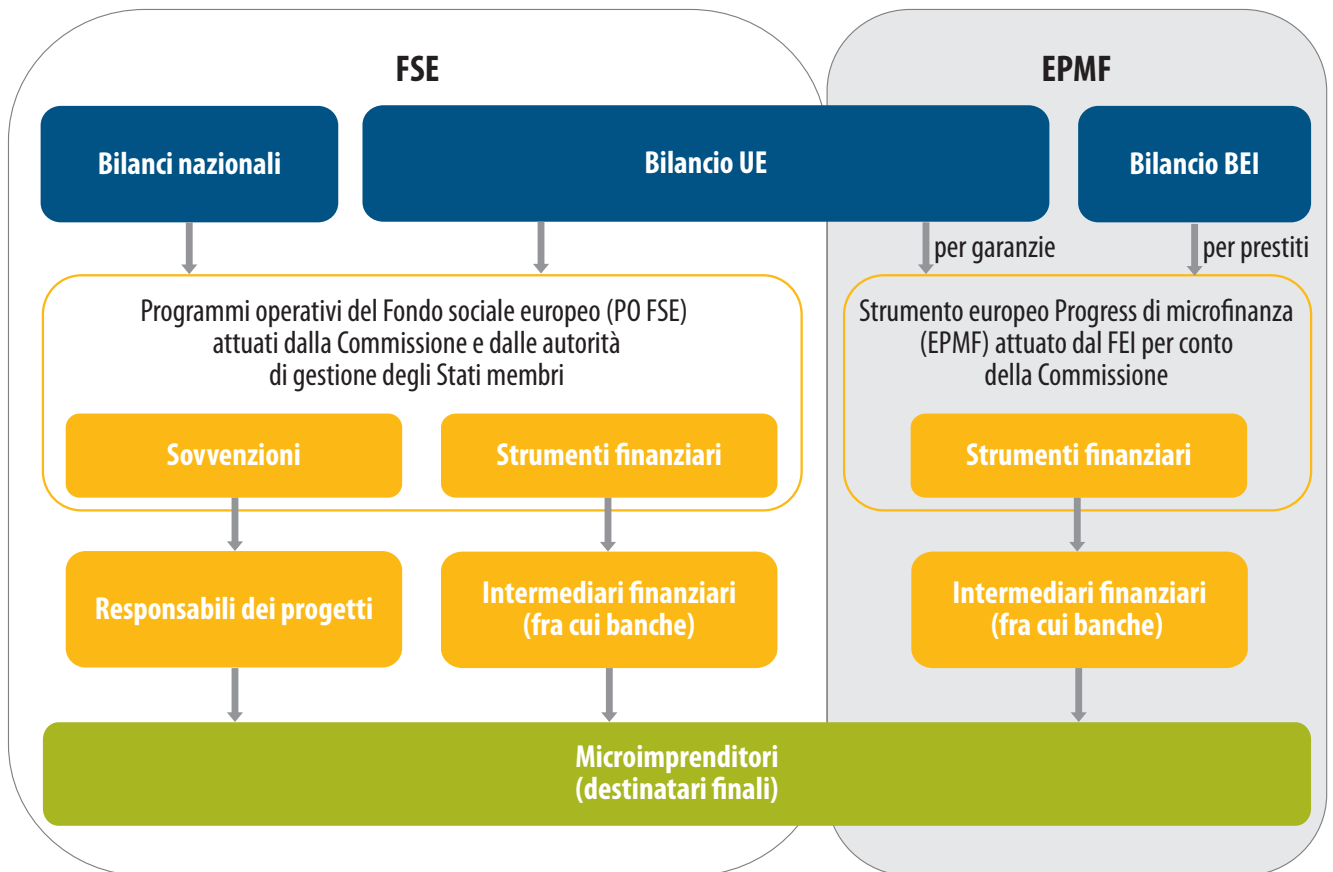 FSE
EPMF
Bilanci nazionali
Bilancio UE
Bilancio BEI
per garanzie
per prestiti
Programmi operativi del Fondo sociale europeo (PO FSE)
attuati dalla Commissione e dalle autorità
di gestione degli Stati membri
Strumento europeo Progress di microfinanza
(EPMF) attuato dal FEI per conto
della Commissione
Sovvenzioni
Strumenti finanziari
Strumenti finanziari
Responsabili dei progetti
Intermediari finanziari
(fra cui banche)
Intermediari finanziari
(fra cui banche)
Microimprenditori
(destinatari finali)